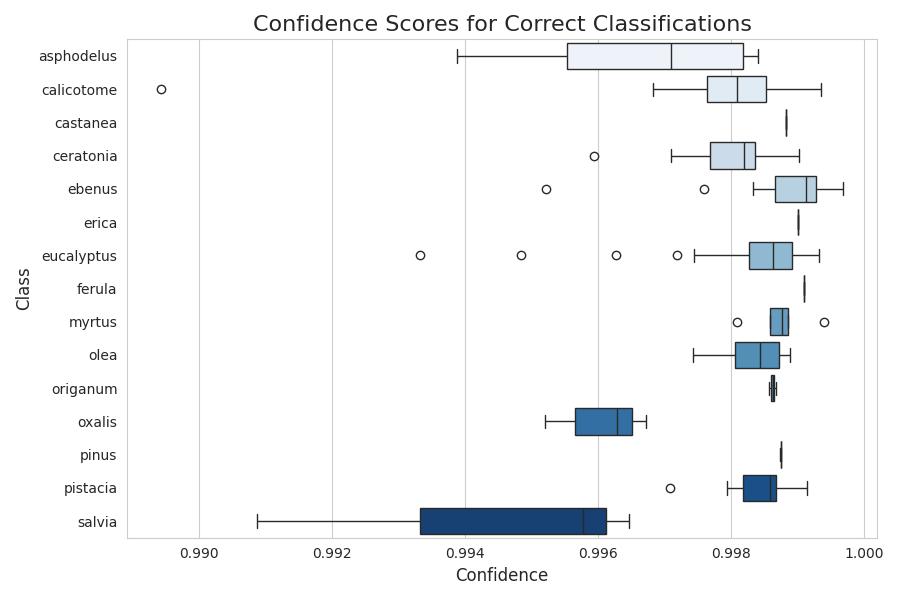 Confidence Scores for Correct Classifications
asphodelus
calicotome
castanea
ceratonia
ebenus
erica
eucalyptus
ferula
myrtus
olea
origanum
oxalis
pinus
pistacia
salvia
Class
0.990 0.992 0.994 0.996 0.998 1.000
Confidence